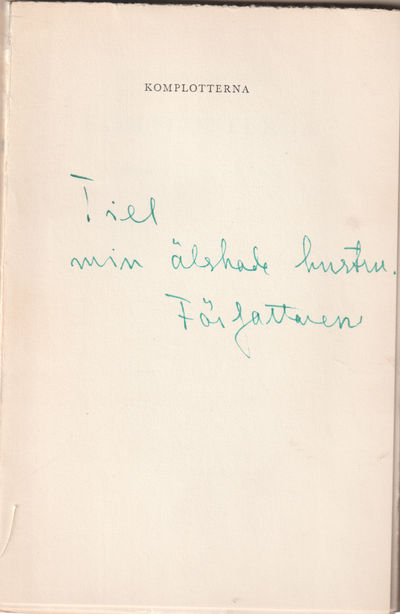 KOMPLOTTERNA
Till
min älskade hustru.
Författaren